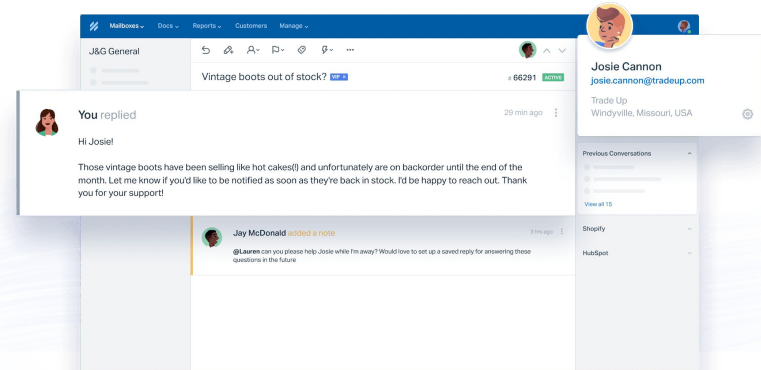 Mailboxes Docs Reports Customers Manage
J&G General
Vintage boots out of stock? VIP × # 66291 ACTIVE
Josie Cannon
josie.cannon@tradeup.com
Trade Up
Windyville, Missouri, USA
You replied 29 min ago
Hi Josie!
Those vintage boots have been selling like hot cakes(!) and unfortunately are on backorder until the end of the
month. Let me know if you'd like to be notified as soon as they're back in stock. I'd be happy to reach out. Thank
you for your support!
Previous Conversations
View all 15
Shopify
HubSpot
Jay McDonald added a note 3 hrs ago
@Lauren can you please help Josie while I'm away? Would love to set up a saved reply for answering these
questions in the future